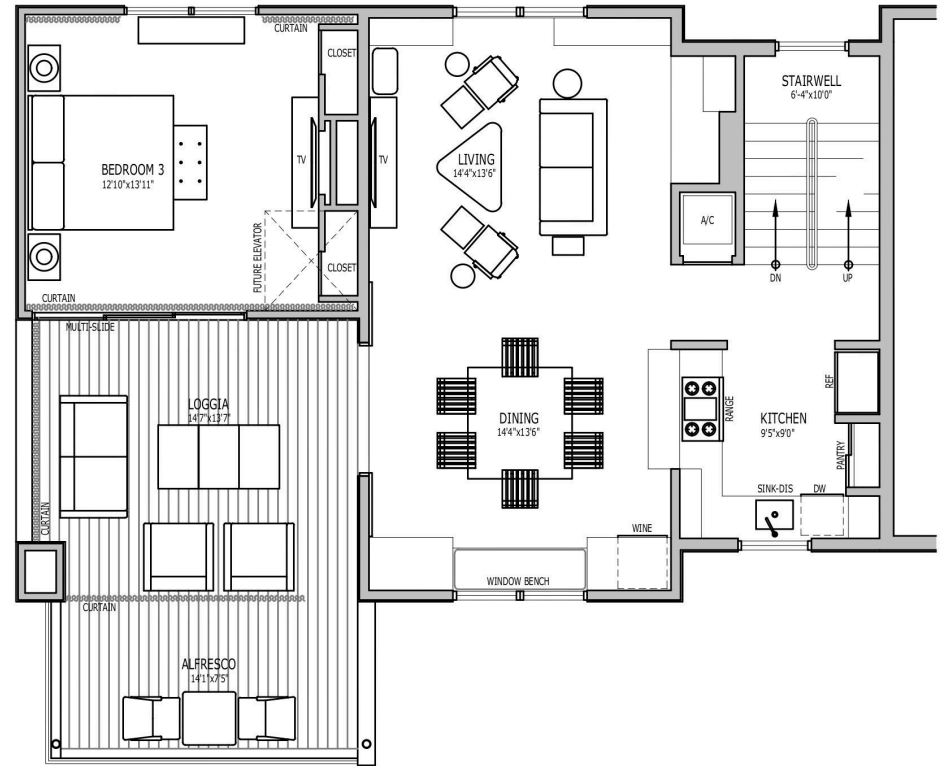 CURTAIN
CLOSET
STAIRWELL
6'-4"x10'0"
BEDROOM 3
12'10"x13'11"
TV
TV
LIVING
14'4"x13'6"
A/C
FUTURE ELEVATOR
CLOSET
DN
UP
CURTAIN
MULTI-SLIDE
LOGGIA
14'7"x13'7"
DINING
14'4"x13'6"
RANGE
KITCHEN
9'5"x9'0"
REF
PANTRY
SINK-DIS
DW
CURTAIN
WINE
WINDOW BENCH
CURTAIN
ALFRESCO
14'1"x7'5"